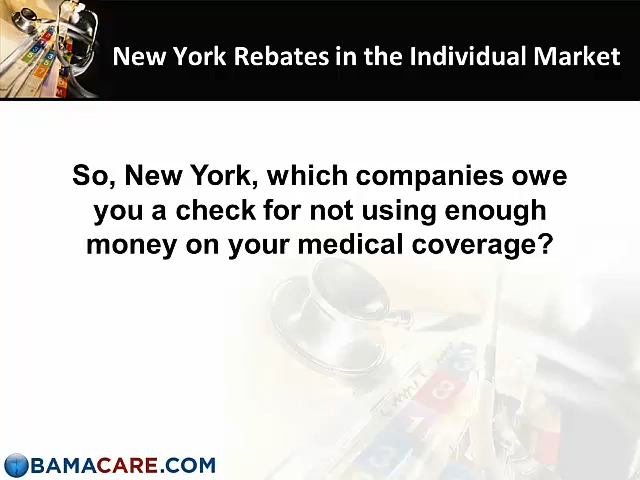 New York Rebates in the Individual Market
So, New York, which companies owe
you a check for not using enough
money on your medical coverage?
OBAMACARE.COM